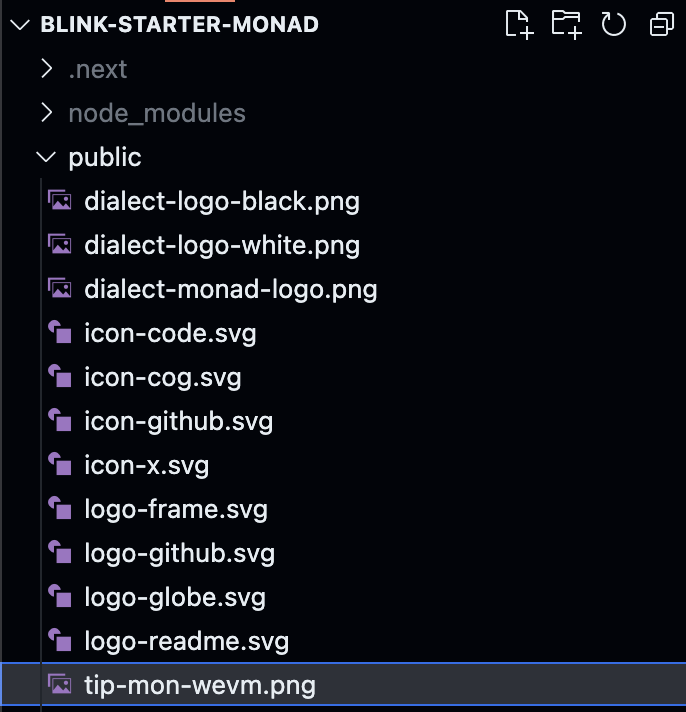 BLINK-STARTER-MONAD
.next
node_modules
public
dialect-logo-black.png
dialect-logo-white.png
dialect-monad-logo.png
icon-code.svg
icon-cog.svg
icon-github.svg
icon-x.svg
logo-frame.svg
logo-github.svg
logo-globe.svg
logo-readme.svg
tip-mon-wevm.png